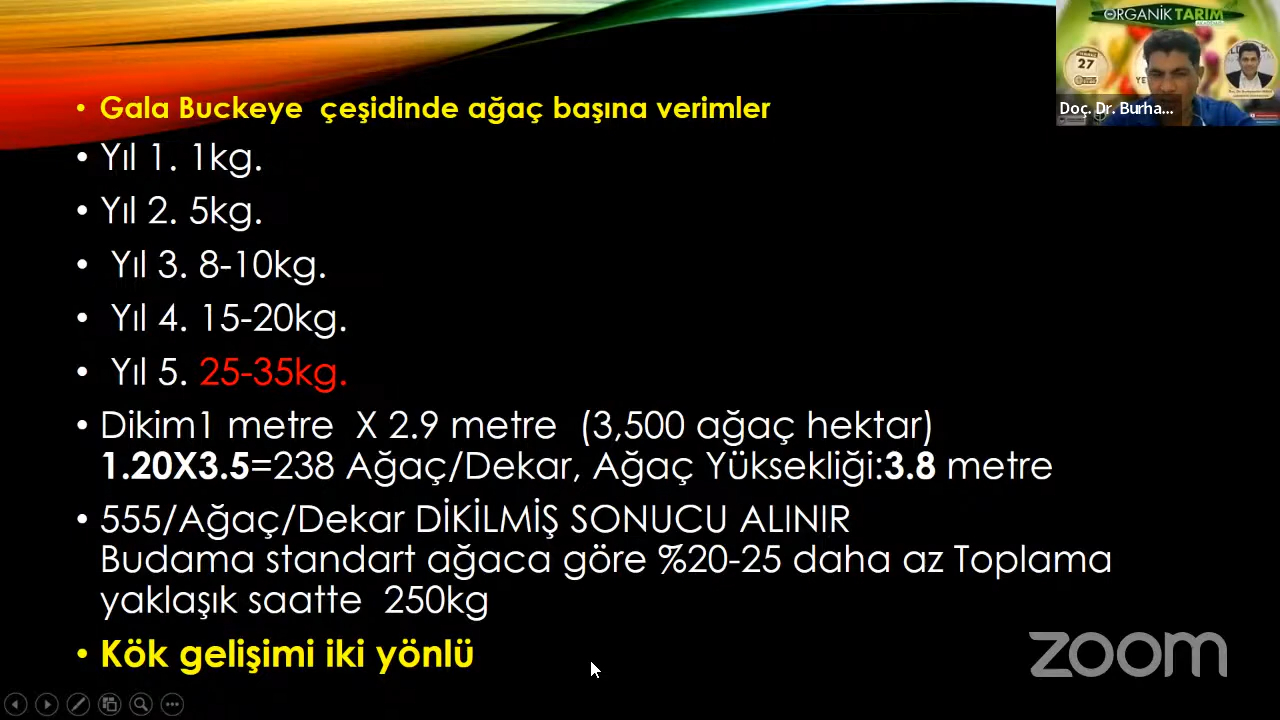 ORGANİK TARIM
27
Doç. Dr. Burha...
• Gala Buckeye çeşidinde ağaç başına verimler
• Yıl 1. 1kg.
• Yıl 2. 5kg.
• Yıl 3. 8-10kg.
• Yıl 4. 15-20kg.
• Yıl 5. 25-35kg.
• Dikim1 metre X 2.9 metre (3,500 ağaç hektar)
1.20X3.5=238 Ağaç/Dekar, Ağaç Yüksekliği:3.8 metre
• 555/Ağaç/Dekar DİKİLMİŞ SONUCU ALINIR
Budama standart ağaca göre %20-25 daha az Toplama
yaklaşık saatte 250kg
• Kök gelişimi iki yönlü
zoom